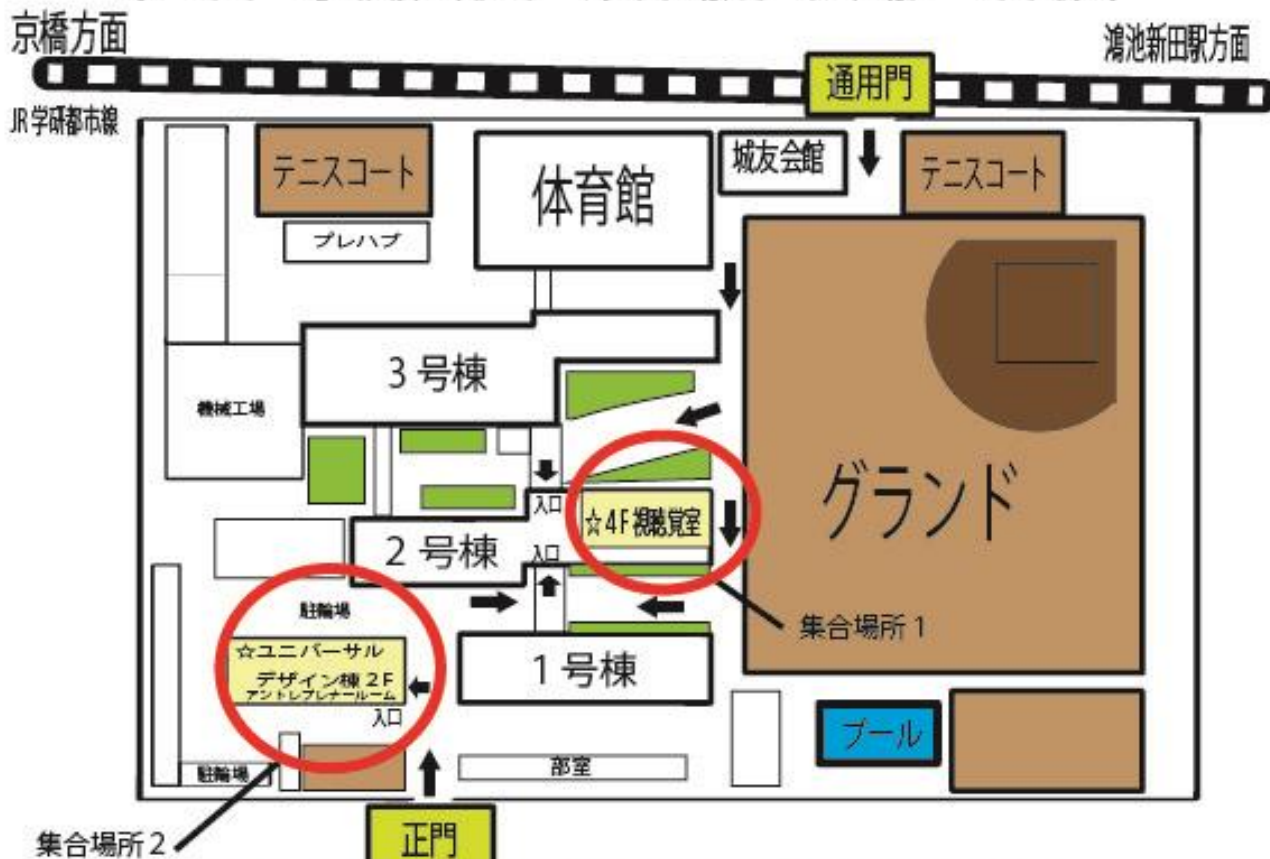 京橋方面
鴻池新田駅方面
通用門
JR学研都市線
テニスコート
体育館
城友会館
テニスコート
プレハブ
3号棟
機械工場
グランド
入口
☆4F視聴覚室
2号棟
入口
駐輪場
集合場所1
☆ユニバーサル
デザイン棟2F
アントレプレナールーム
入口
1号棟
プール
駐輪場
部室
正門
集合場所2